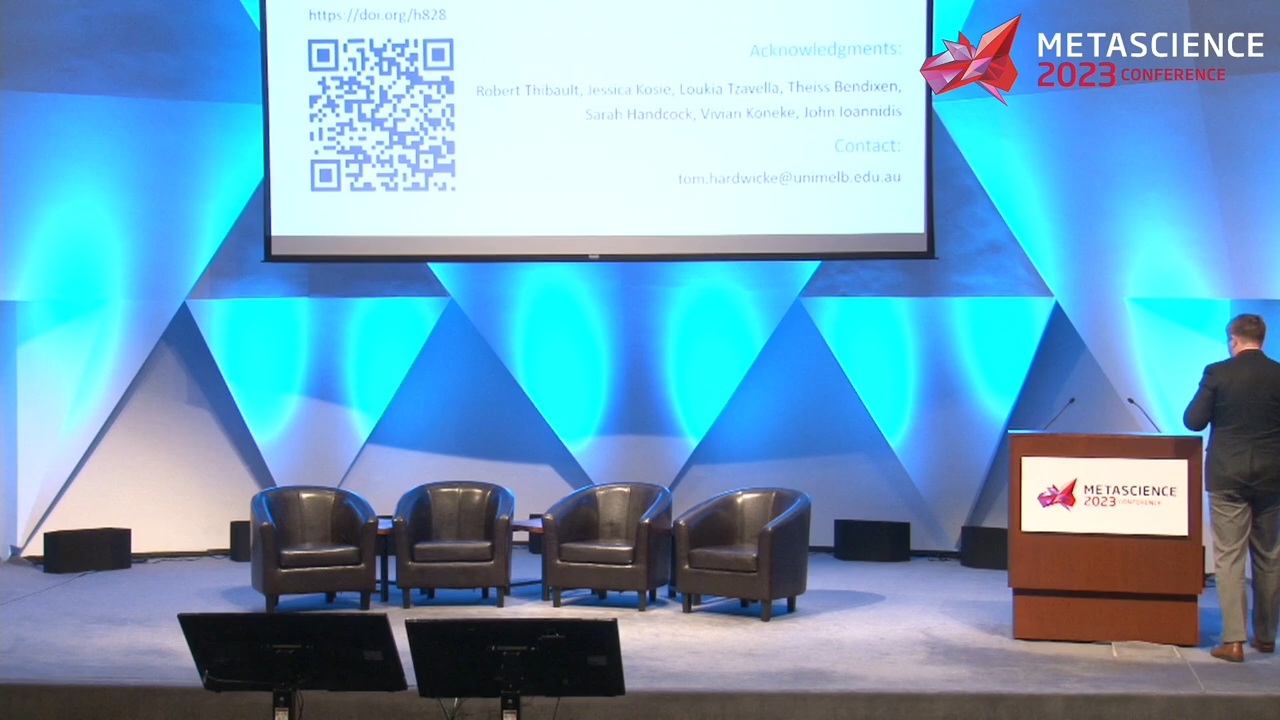 https://doi.org/h828
Acknowledgments:
Robert Thibault, Jessica Kosie, Loukia Tzavella, Theiss Bendixen,
Sarah Handcock, Vivian Koneke, John Ioannidis
Contact:
tom.hardwicke@unimelb.edu.au
METASCIENCE
2023 CONFERENCE
METASCIENCE
2023 CONFERENCE